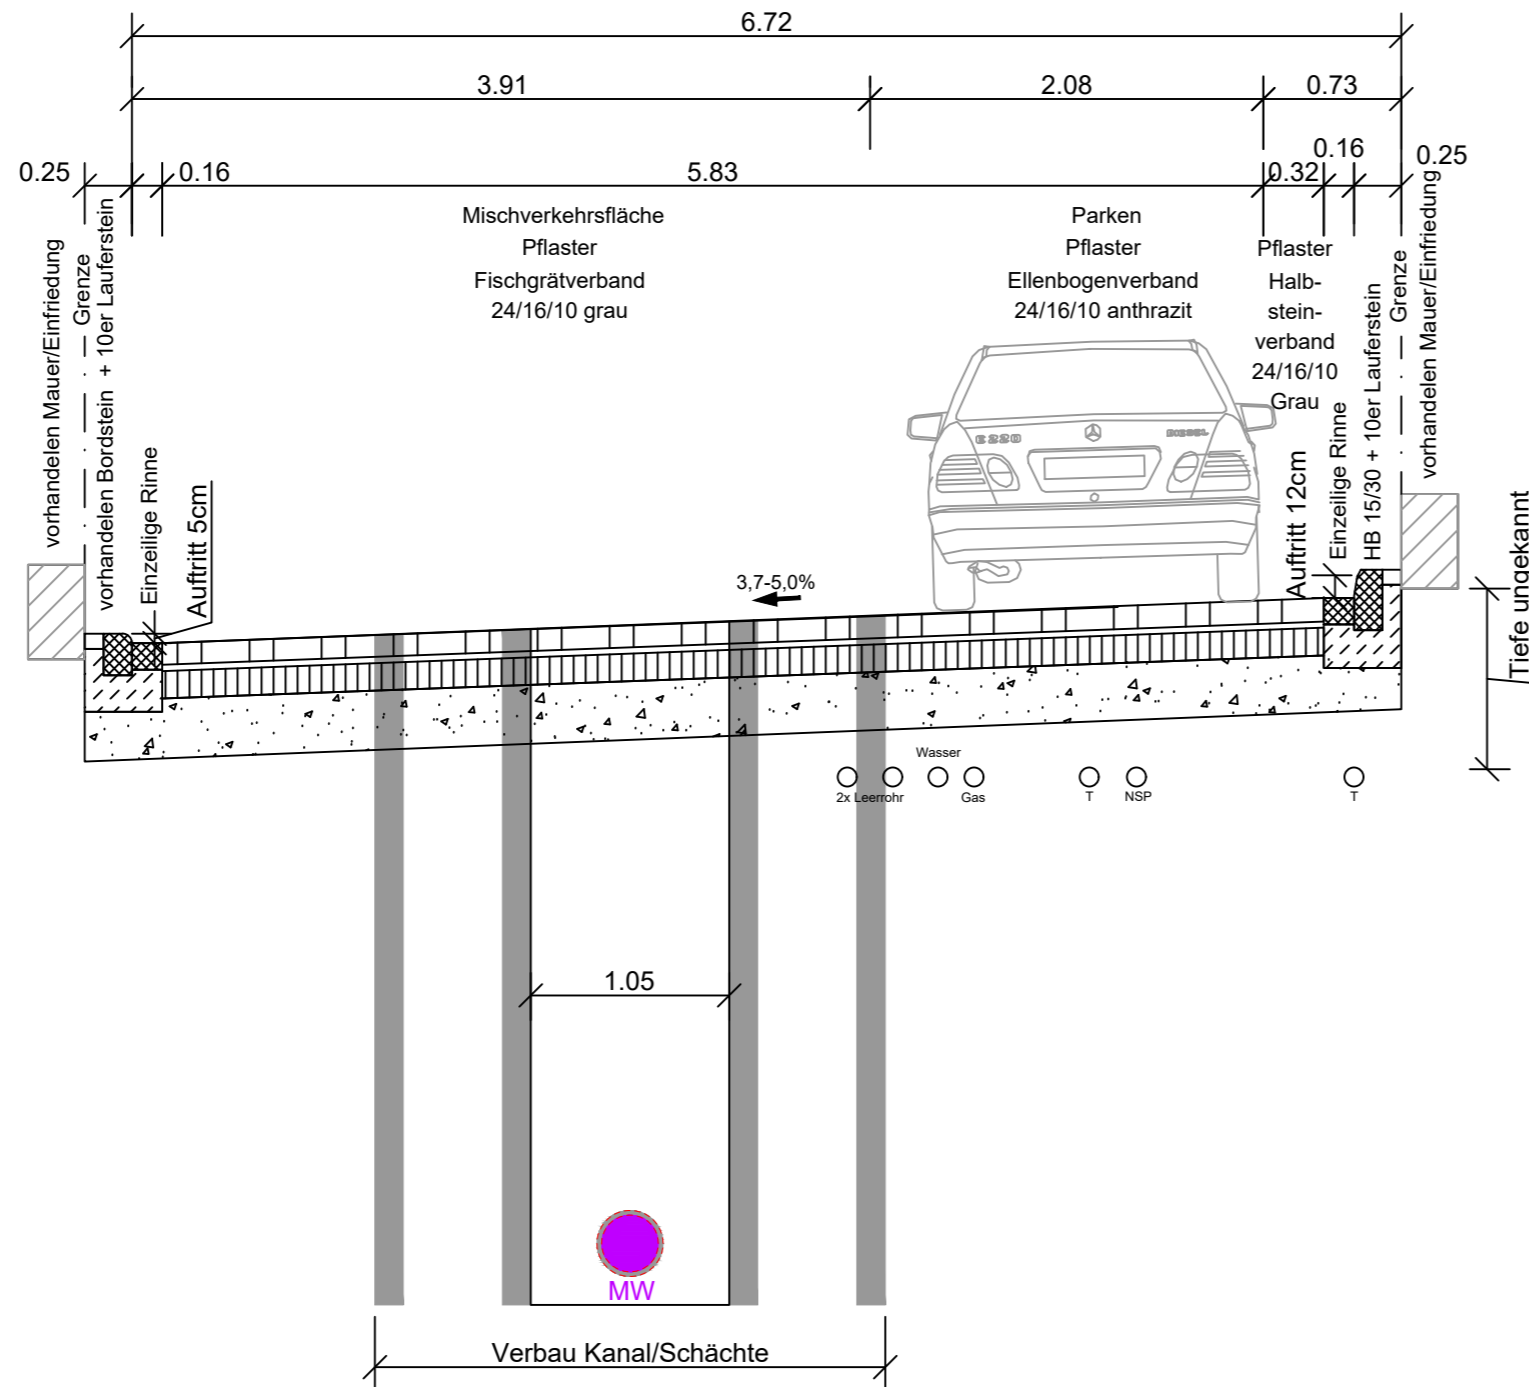 6.72
3.91
2.08
0.73
0.25
0.16
5.83
0.32
0.16
0.25
Mischverkehrsfläche
Pflaster
Fischgrätverband
24/16/10 grau
Parken
Pflaster
Ellenbogenverband
24/16/10 anthrazit
Pflaster
Halb-
stein-
verband
24/16/10
Grau
vorhandelen Mauer/Einfriedung
Grenze
vorhandelen Bordstein + 10er Lauferstein
Einzeilige Rinne
Auftritt 5cm
Auftritt 12cm
Einzeilige Rinne
HB 15/30 + 10er Lauferstein
Grenze
vorhandelen Mauer/Einfriedung
Tiefe ungekannt
E 220
DIESEL
3,7-5,0%
Wasser
2x Leerrohr
Gas
T
NSP
T
1.05
MW
Verbau Kanal/Schächte